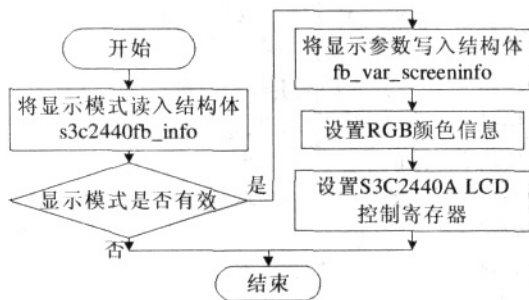 开始
将显示模式读入结构体
s3c2440fb_info
显示模式是否有效
是
否
将显示参数写入结构体
fb_var_screeninfo
设置RGB颜色信息
设置S3C2440A LCD
控制寄存器
结束